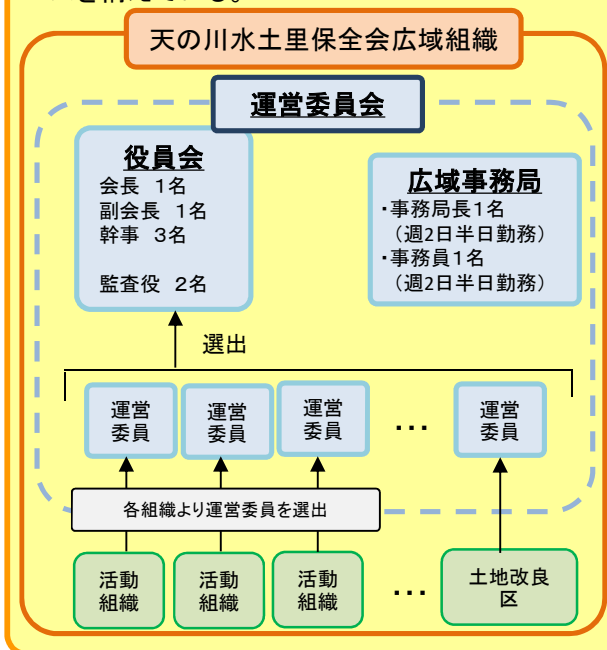 天の川水土里保全会広域組織
運営委員会
役員会
会長 1名
副会長 1名
幹事 3名
監査役 2名
広域事務局
・事務局長1名
(週2日半日勤務)
・事務員1名
(週2日半日勤務)
選出
運営
委員
運営
委員
運営
委員
…
運営
委員
各組織より運営委員を選出
活動
組織
活動
組織
活動
組織
…
土地改良
区